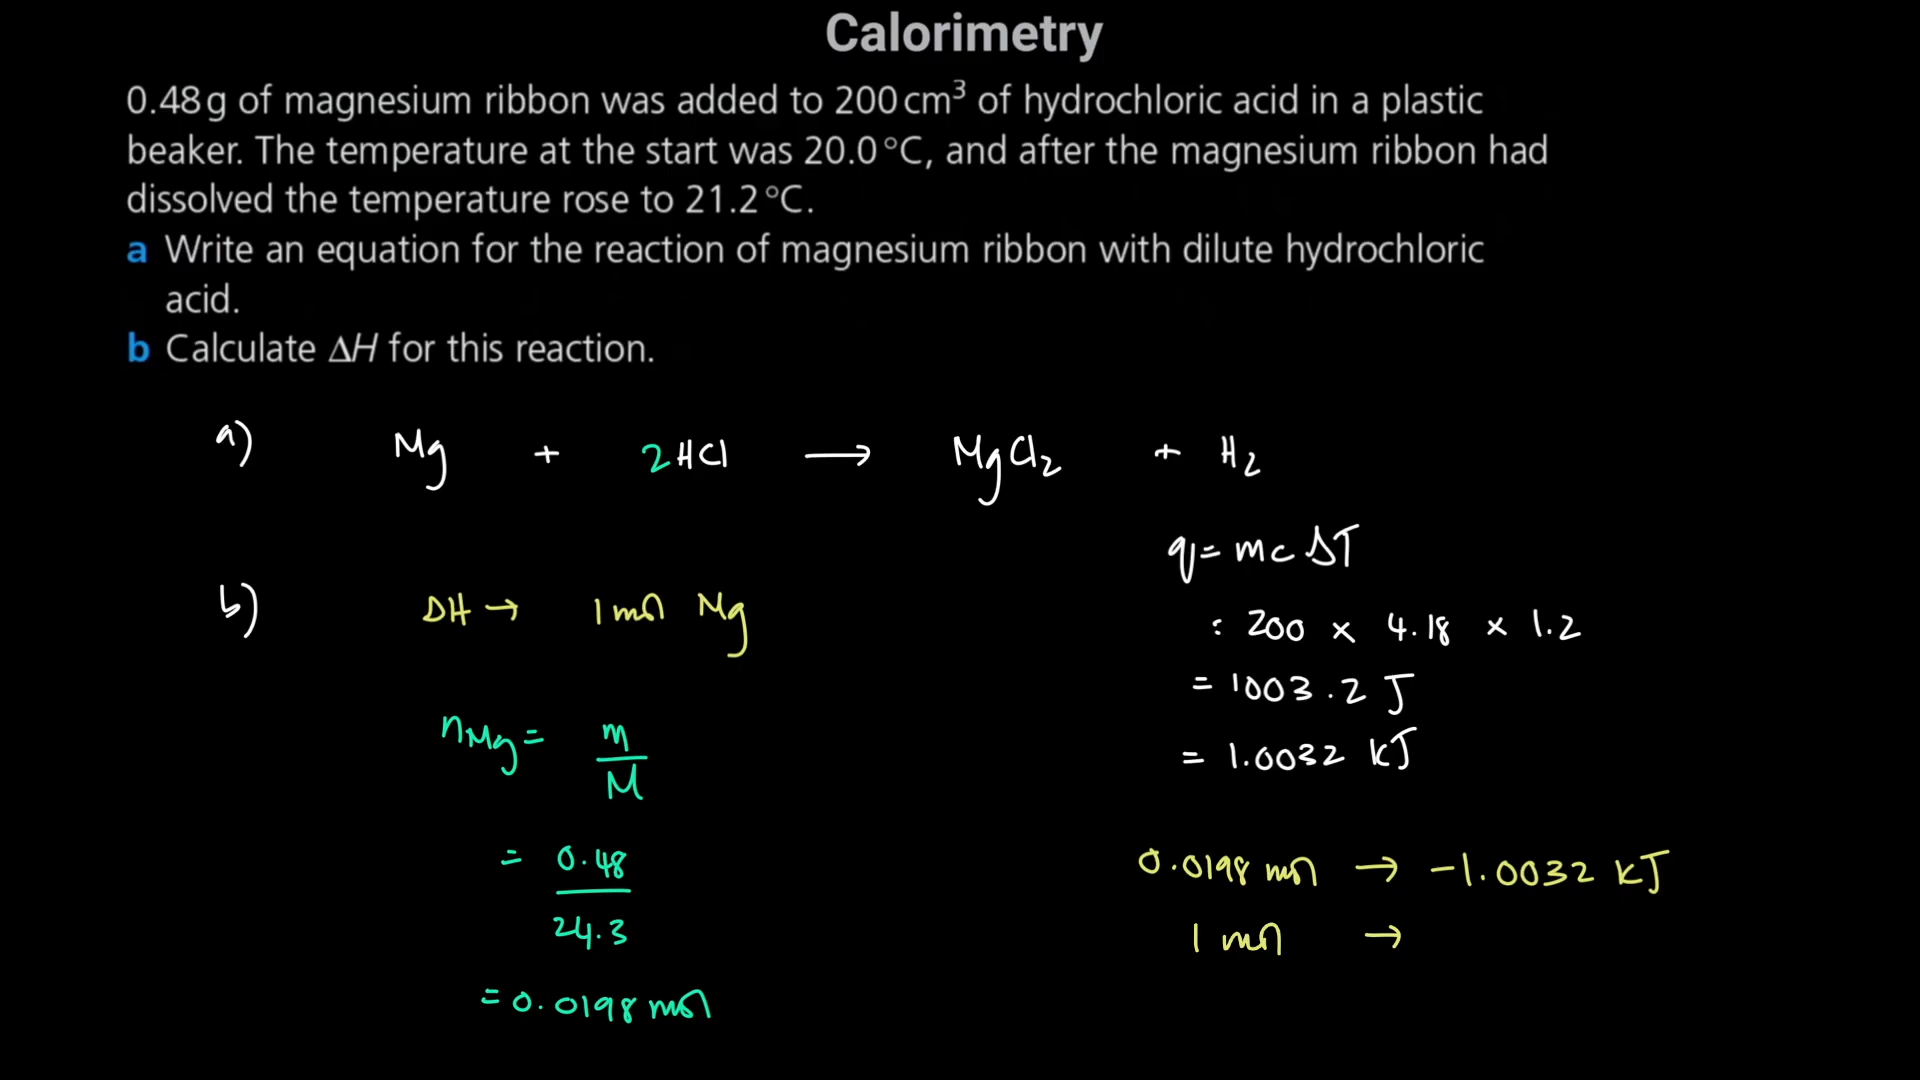 Calorimetry
0.48 g of magnesium ribbon was added to 200 cm³ of hydrochloric acid in a plastic
beaker. The temperature at the start was 20.0 °C, and after the magnesium ribbon had
dissolved the temperature rose to 21.2 °C.
a Write an equation for the reaction of magnesium ribbon with dilute hydrochloric
acid.
b Calculate ΔH for this reaction.
a) Mg + 2HCl ⟶ MgCl₂ + H₂
b) ΔH → 1 mol Mg
nMg = m/M
= 0.48/24.3
= 0.0198 mol
q = mcΔT
: 200 × 4.18 × 1.2
= 1003.2 J
= 1.0032 kJ
0.0198 mol → -1.0032 kJ
1 mol →